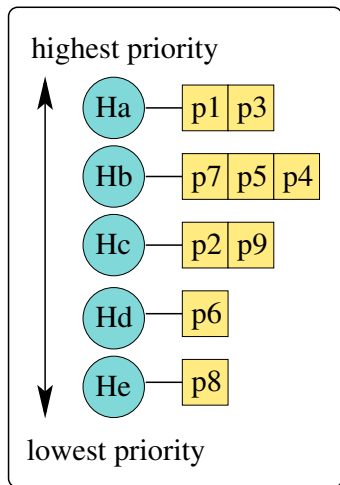 highest priority
Ha p1 p3
Hb p7 p5 p4
Hc p2 p9
Hd p6
He p8
lowest priority